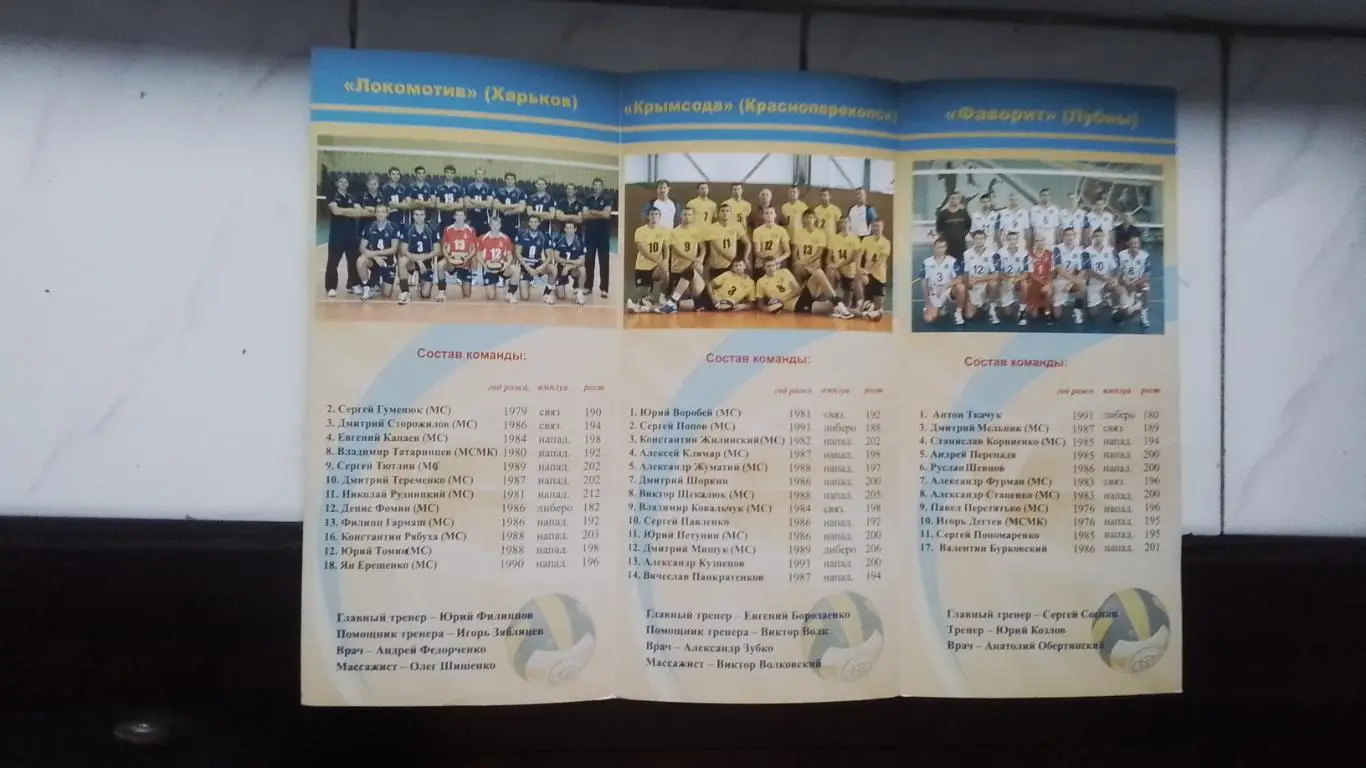 «Локомотив» (Харьков)
Состав команды:
год рожд. амплуа рост
2. Сергей Гуменюк (МС) 1979 связ. 190
3. Дмитрий Сторожилов (МС) 1986 связ. 194
4. Евгений Капаев (МС) 1984 напад. 198
8. Владимир Татаринцев (МСМК) 1980 напад. 192
9. Сергей Тютлин (МС 1989 напад. 202
10. Дмитрий Теременко (МС) 1987 напад. 202
11. Николай Рудницкий (МС) 1981 напад. 212
12. Денис Фомин (МС) 1986 либеро 182
13. Филипп Гармаш (МС) 1986 напад. 192
16. Константин Рябуха (МС) 1988 напад. 203
12. Юрий Томин(МС) 1988 напад. 198
18. Ян Ерешенко (МС) 1990 напад. 196
Главный тренер – Юрий Филиппов
Помощник тренера – Игорь Зяблицев
Врач – Андрей Федорченко
Массажист – Олег Шишенко
«Крымсода» (Красноперекопск)
Состав команды:
год рожд. амплуа рост
1. Юрий Воробей (МС) 1981 связ. 192
2. Сергей Попов (МС) 1991 либеро 188
3. Константин Жилинский(МС) 1982 напад. 202
4. Алексей Климар (МС) 1987 напад. 198
5. Александр Жуматий (МС) 1988 напад. 197
7. Дмитрий Шоркин 1986 напад. 200
8. Виктор Щекалюк (МС) 1988 напад. 205
9. Владимир Ковальчук (МС) 1984 связ. 198
10. Сергей Павленко 1986 напад. 192
11. Юрий Петунин (МС) 1986 напад. 200
12. Дмитрий Мищук (МС) 1989 либеро 206
13. Александр Кузнецов 1993 напад. 200
14. Вячеслав Панкратенков 1987 напад. 194
Главный тренер – Евгений Бородаенко
Помощник тренера – Виктор Волк
Врач – Александр Зубко
Массажист – Виктор Волковский
«Фаворит» (Лубны)
Состав команды:
год рожд. амплуа рост
1. Антон Ткачук 1991 либеро 180
3. Дмитрий Мельник (МС) 1987 связ. 189
4. Станислав Корниенко (МС) 1985 напад. 194
5. Андрей Перепадя 1985 напад. 200
6. Руслан Шевцов 1986 напад. 200
7. Александр Фурман (МС) 1983 связ. 196
8. Александр Стаценко (МС) 1983 напад. 200
9. Павел Перетятько (МС) 1976 напад. 196
10. Игорь Дегтев (МСМК) 1976 напад. 195
11. Сергей Пономаренко 1985 напад. 195
17. Валентин Бурковский 1986 напад. 201
Главный тренер – Сергей
Тренер – Юрий Козлов
Врач – Анатолий Обертинский